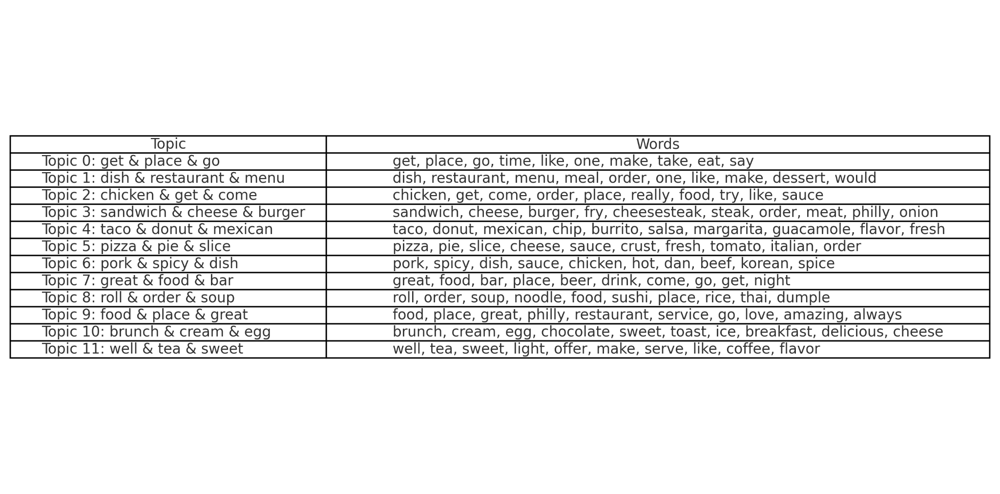 Topic Words
Topic 0: get & place & go get, place, go, time, like, one, make, take, eat, say
Topic 1: dish & restaurant & menu dish, restaurant, menu, meal, order, one, like, make, dessert, would
Topic 2: chicken & get & come chicken, get, come, order, place, really, food, try, like, sauce
Topic 3: sandwich & cheese & burger sandwich, cheese, burger, fry, cheesesteak, steak, order, meat, philly, onion
Topic 4: taco & donut & mexican taco, donut, mexican, chip, burrito, salsa, margarita, guacamole, flavor, fresh
Topic 5: pizza & pie & slice pizza, pie, slice, cheese, sauce, crust, fresh, tomato, italian, order
Topic 6: pork & spicy & dish pork, spicy, dish, sauce, chicken, hot, dan, beef, korean, spice
Topic 7: great & food & bar great, food, bar, place, beer, drink, come, go, get, night
Topic 8: roll & order & soup roll, order, soup, noodle, food, sushi, place, rice, thai, dumple
Topic 9: food & place & great food, place, great, philly, restaurant, service, go, love, amazing, always
Topic 10: brunch & cream & egg brunch, cream, egg, chocolate, sweet, toast, ice, breakfast, delicious, cheese
Topic 11: well & tea & sweet well, tea, sweet, light, offer, make, serve, like, coffee, flavor